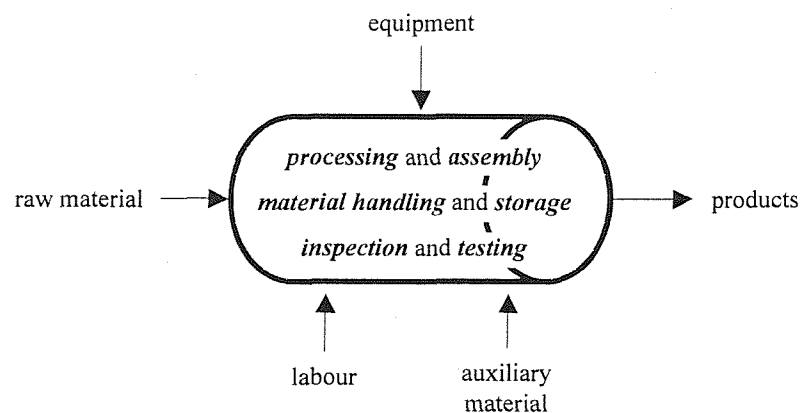 equipment
processing and assembly
raw material
material handling and storage
products
inspection and testing
labour
auxiliary
material